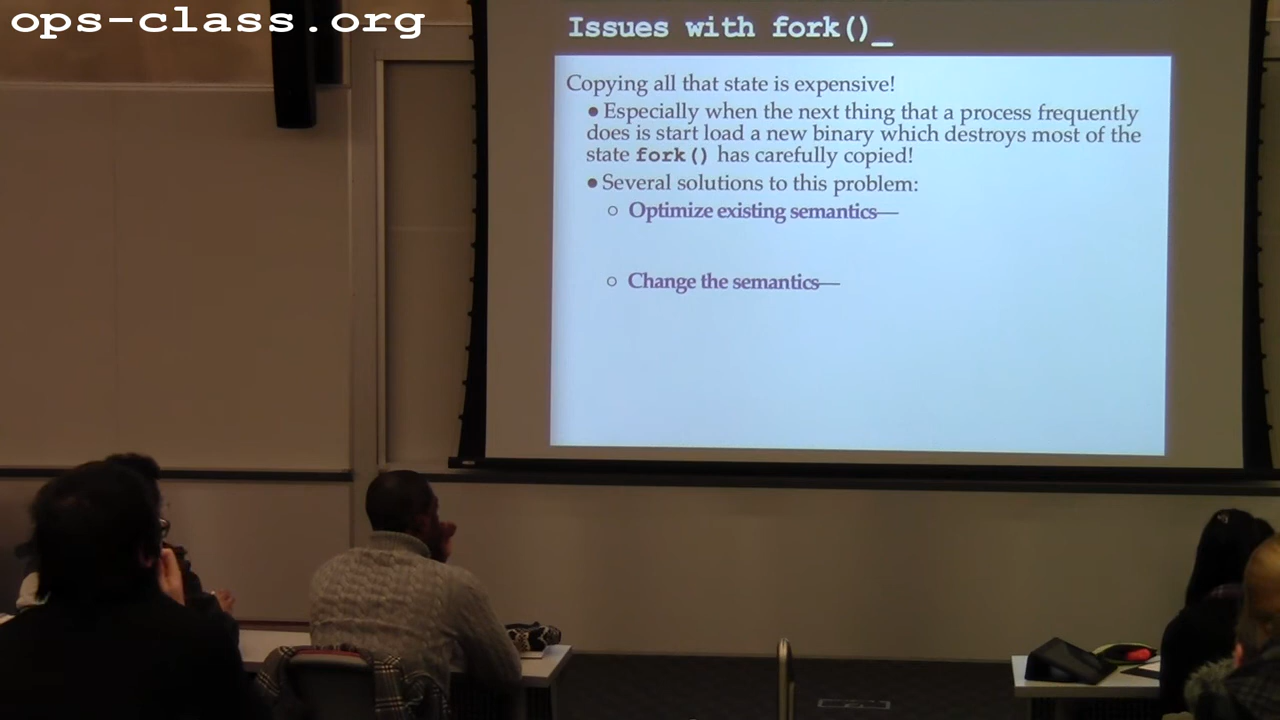 ops-class.org
Issues with fork()_
Copying all that state is expensive!
● Especially when the next thing that a process frequently
does is start load a new binary which destroys most of the
state fork() has carefully copied!
● Several solutions to this problem:
○ Optimize existing semantics—
○ Change the semantics—